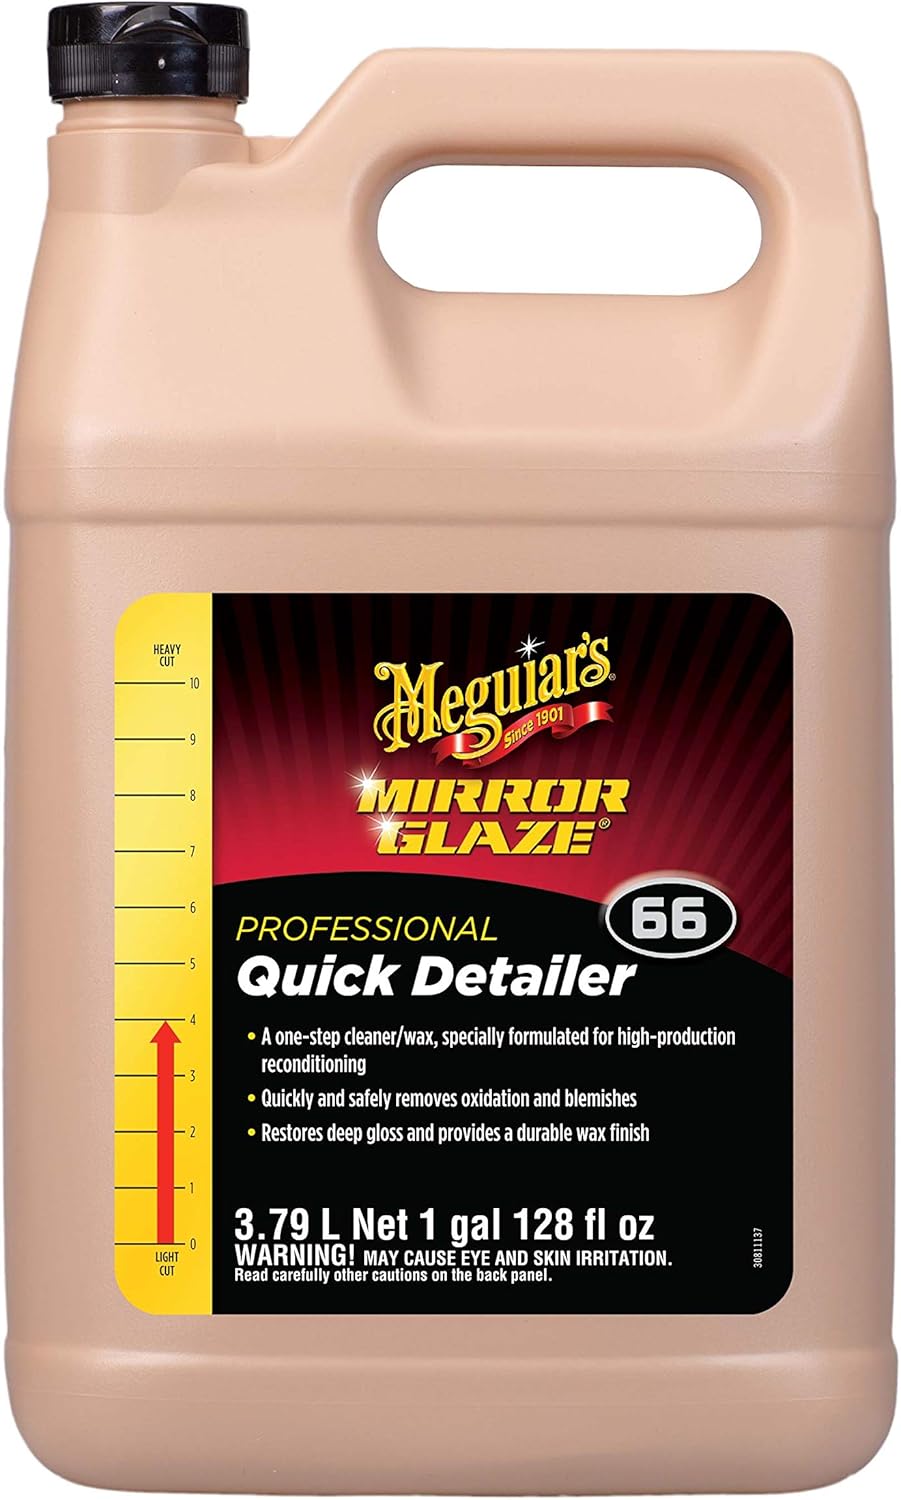 HEAVY
CUT
10
9
8
7
6
5
4
3
2
1
0
LIGHT
CUT
Meguiar's®
Since 1901
MIRROR
GLAZE®
66
PROFESSIONAL
Quick Detailer
• A one-step cleaner/wax, specially formulated for high-production
reconditioning
• Quickly and safely removes oxidation and blemishes
• Restores deep gloss and provides a durable wax finish
3.79 L Net 1 gal 128 fl oz
WARNING! MAY CAUSE EYE AND SKIN IRRITATION.
Read carefully other cautions on the back panel.
30811137